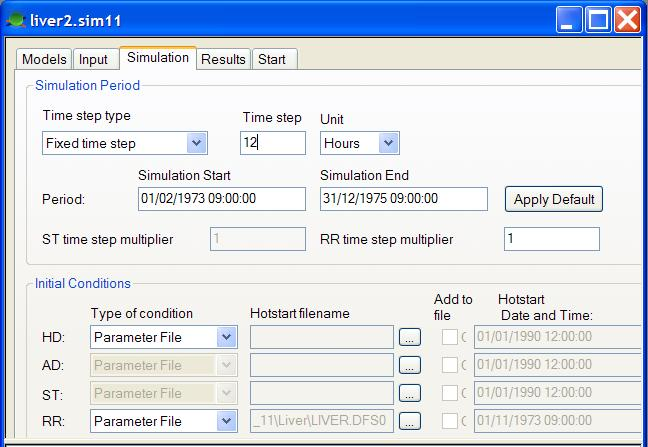 liver2.sim11
Models Input Simulation Results Start
Simulation Period
Time step type Time step Unit
Fixed time step 12 Hours
Simulation Start Simulation End
Period: 01/02/1973 09:00:00 31/12/1975 09:00:00 Apply Default
ST time step multiplier 1 RR time step multiplier 1
Initial Conditions
Type of condition Hotstart filename Add to file Hotstart Date and Time:
HD: Parameter File ... 01/01/1990 12:00:00
AD: Parameter File ... 01/01/1990 12:00:00
ST: Parameter File ... 01/01/1990 12:00:00
RR: Parameter File _11\Liver\LIVER.DFS0 ... 01/11/1973 09:00:00